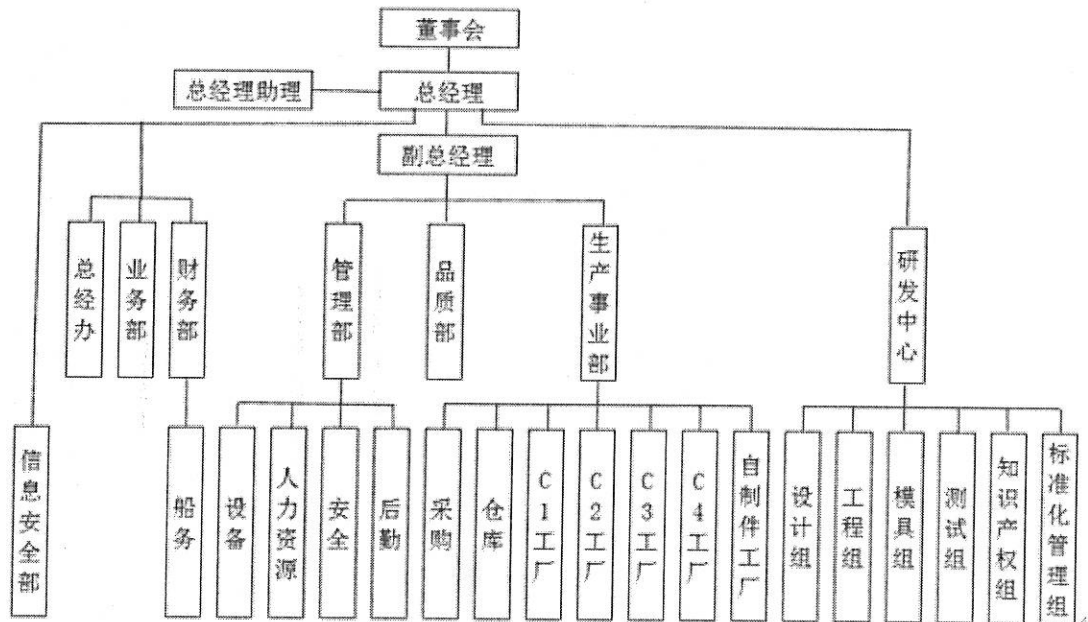 董事会
总经理助理
总经理
副总经理
总经办
业务部
财务部
管理部
品质部
生产事业部
研发中心
信息安全部
船务
设备
人力资源
安全
后勤
采购
仓库
C1工厂
C2工厂
C3工厂
C4工厂
自制件工厂
设计组
工程组
模具组
测试组
知识产权组
标准化管理组